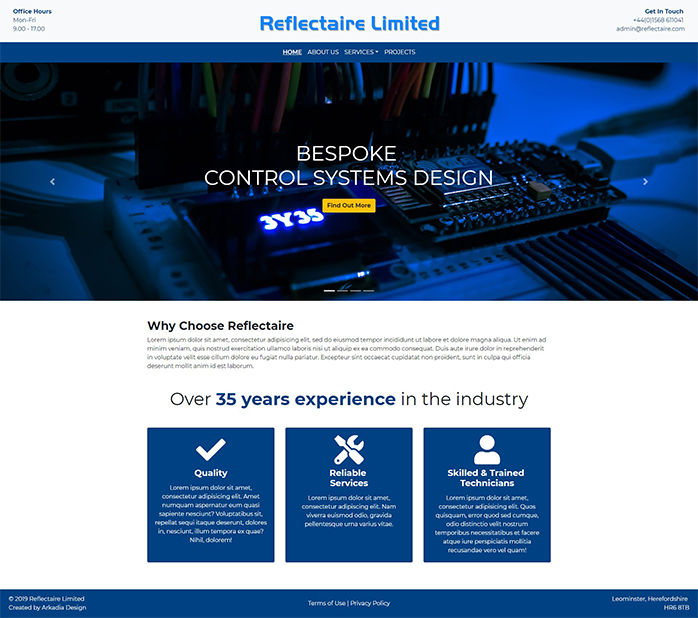 Office Hours
Mon-Fri
9.00 - 17.00
Reflectaire Limited
Get In Touch
+44(0)1568 611041
admin@reflectaire.com
HOME ABOUT US SERVICES PROJECTS
BESPOKE
CONTROL SYSTEMS DESIGN
Find Out More
Why Choose Reflectaire
Lorem ipsum dolor sit amet, consectetur adipisicing elit, sed do eiusmod tempor incididunt ut labore et dolore magna aliqua. Ut enim ad
minim veniam, quis nostrud exercitation ullamco laboris nisi ut aliquip ex ea commodo consequat. Duis aute irure dolor in reprehenderit
in voluptate velit esse cillum dolore eu fugiat nulla pariatur. Excepteur sint occaecat cupidatat non proident, sunt in culpa qui officia
deserunt mollit anim id est laborum.
Over 35 years experience in the industry
Quality
Lorem ipsum dolor sit amet,
consectetur adipisicing elit. Amet
numquam aspernatur eum quasi
sapiente nesciunt? Voluptatibus sit,
repellat sequi itaque deserunt, dolores
in, nesciunt, illum tempora ex quae?
Nihil, dolorem!
Reliable
Services
Lorem ipsum dolor sit amet,
consectetur adipiscing elit. Nam
viverra euismod odio, gravida
pellentesque urna varius vitae.
Skilled & Trained
Technicians
Lorem ipsum dolor sit amet,
consectetur adipisicing elit. Quos
quisquam, error quod sed cumque,
odio distinctio velit nostrum
temporibus necessitatibus et facere
atque iure perspiciatis mollitia
recusandae vero vel quam!
© 2019 Reflectaire Limited
Created by Arkadia Design
Terms of Use | Privacy Policy
Leominster, Herefordshire
HR6 8TB